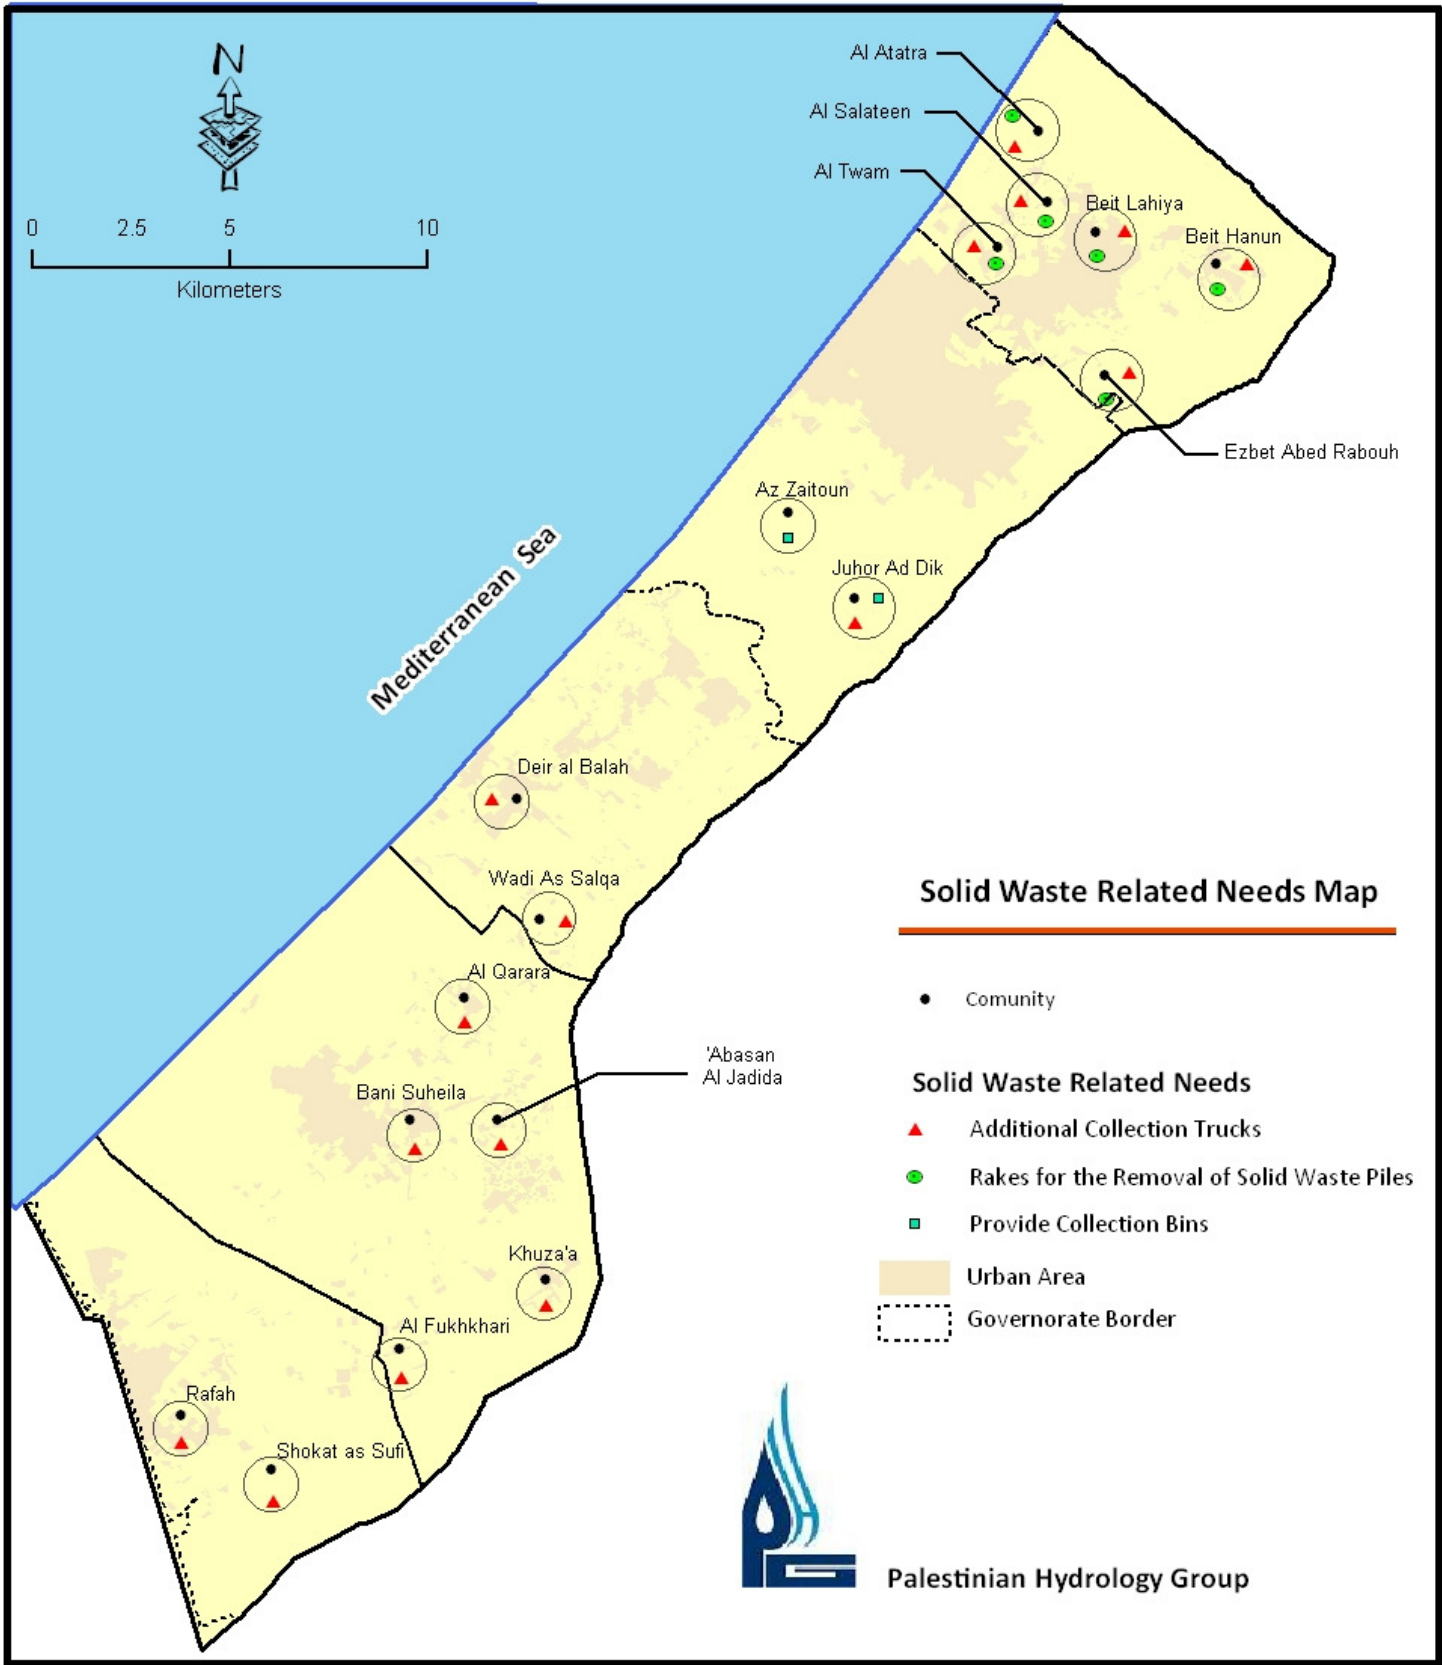 N
0 2.5 5 10
Kilometers
Al Atatra
Al Salateen
Al Twam
Beit Lahiya
Beit Hanun
Ezbet Abed Rabouh
Az Zaitoun
Juhor Ad Dik
Mediterranean Sea
Deir al Balah
Wadi As Salqa
Al Qarara
'Abasan
Al Jadida
Bani Suheila
Khuza'a
Al Fukhkhari
Rafah
Shokat as Sufi
Solid Waste Related Needs Map
Comunity
Solid Waste Related Needs
Additional Collection Trucks
Rakes for the Removal of Solid Waste Piles
Provide Collection Bins
Urban Area
Governorate Border
Palestinian Hydrology Group